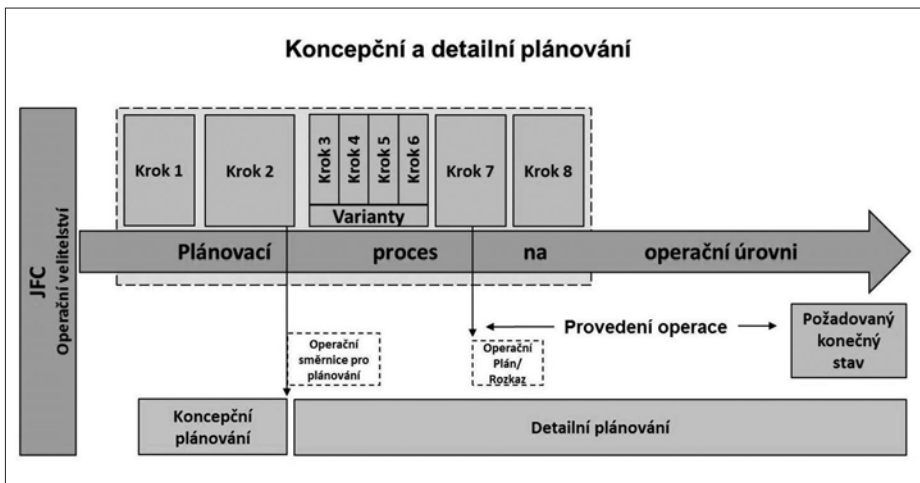 Koncepční a detailní plánování
JFC
Operační velitelství
Krok 1
Krok 2
Krok 3
Krok 4
Krok 5
Krok 6
Varianty
Krok 7
Krok 8
Plánovací proces na operační úrovni
Operační
směrnice pro
plánování
Operační
Plán/
Rozkaz
Provedení operace
Požadovaný
konečný
stav
Koncepční
plánování
Detailní plánování